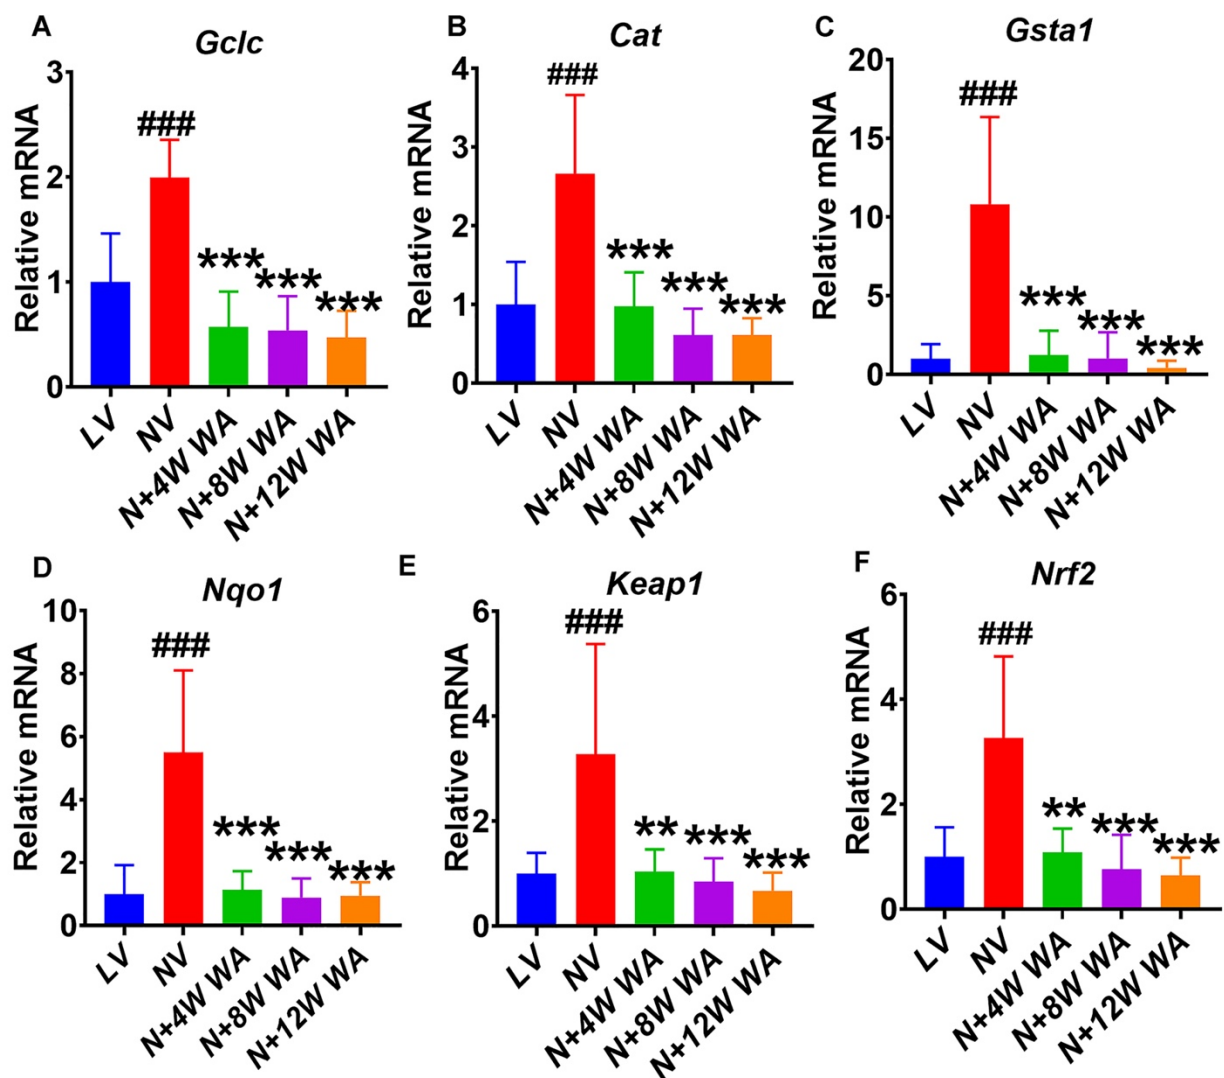 A
Gclc
Relative mRNA
3
2
1
0
###
***
***
***
LV
NV
N+4W WA
N+8W WA
N+12W WA
B
Cat
Relative mRNA
4
3
2
1
0
###
***
***
***
LV
NV
N+4W WA
N+8W WA
N+12W WA
C
Gsta1
Relative mRNA
20
15
10
5
0
###
***
***
***
LV
NV
N+4W WA
N+8W WA
N+12W WA
D
Nqo1
Relative mRNA
10
8
6
4
2
0
###
***
***
***
LV
NV
N+4W WA
N+8W WA
N+12W WA
E
Keap1
Relative mRNA
6
4
2
0
###
**
***
***
LV
NV
N+4W WA
N+8W WA
N+12W WA
F
Nrf2
Relative mRNA
6
4
2
0
###
**
***
***
LV
NV
N+4W WA
N+8W WA
N+12W WA